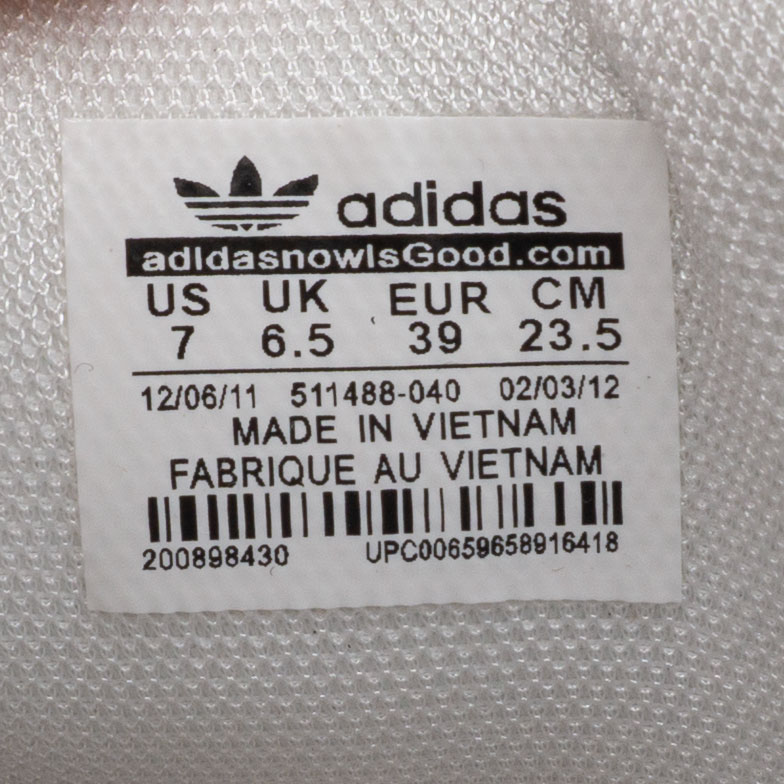 adidas
adIdasnowIsGood.com
US UK EUR CM
7 6.5 39 23.5
12/06/11 511488-040 02/03/12
MADE IN VIETNAM
FABRIQUE AU VIETNAM
200898430 UPC00659658916418